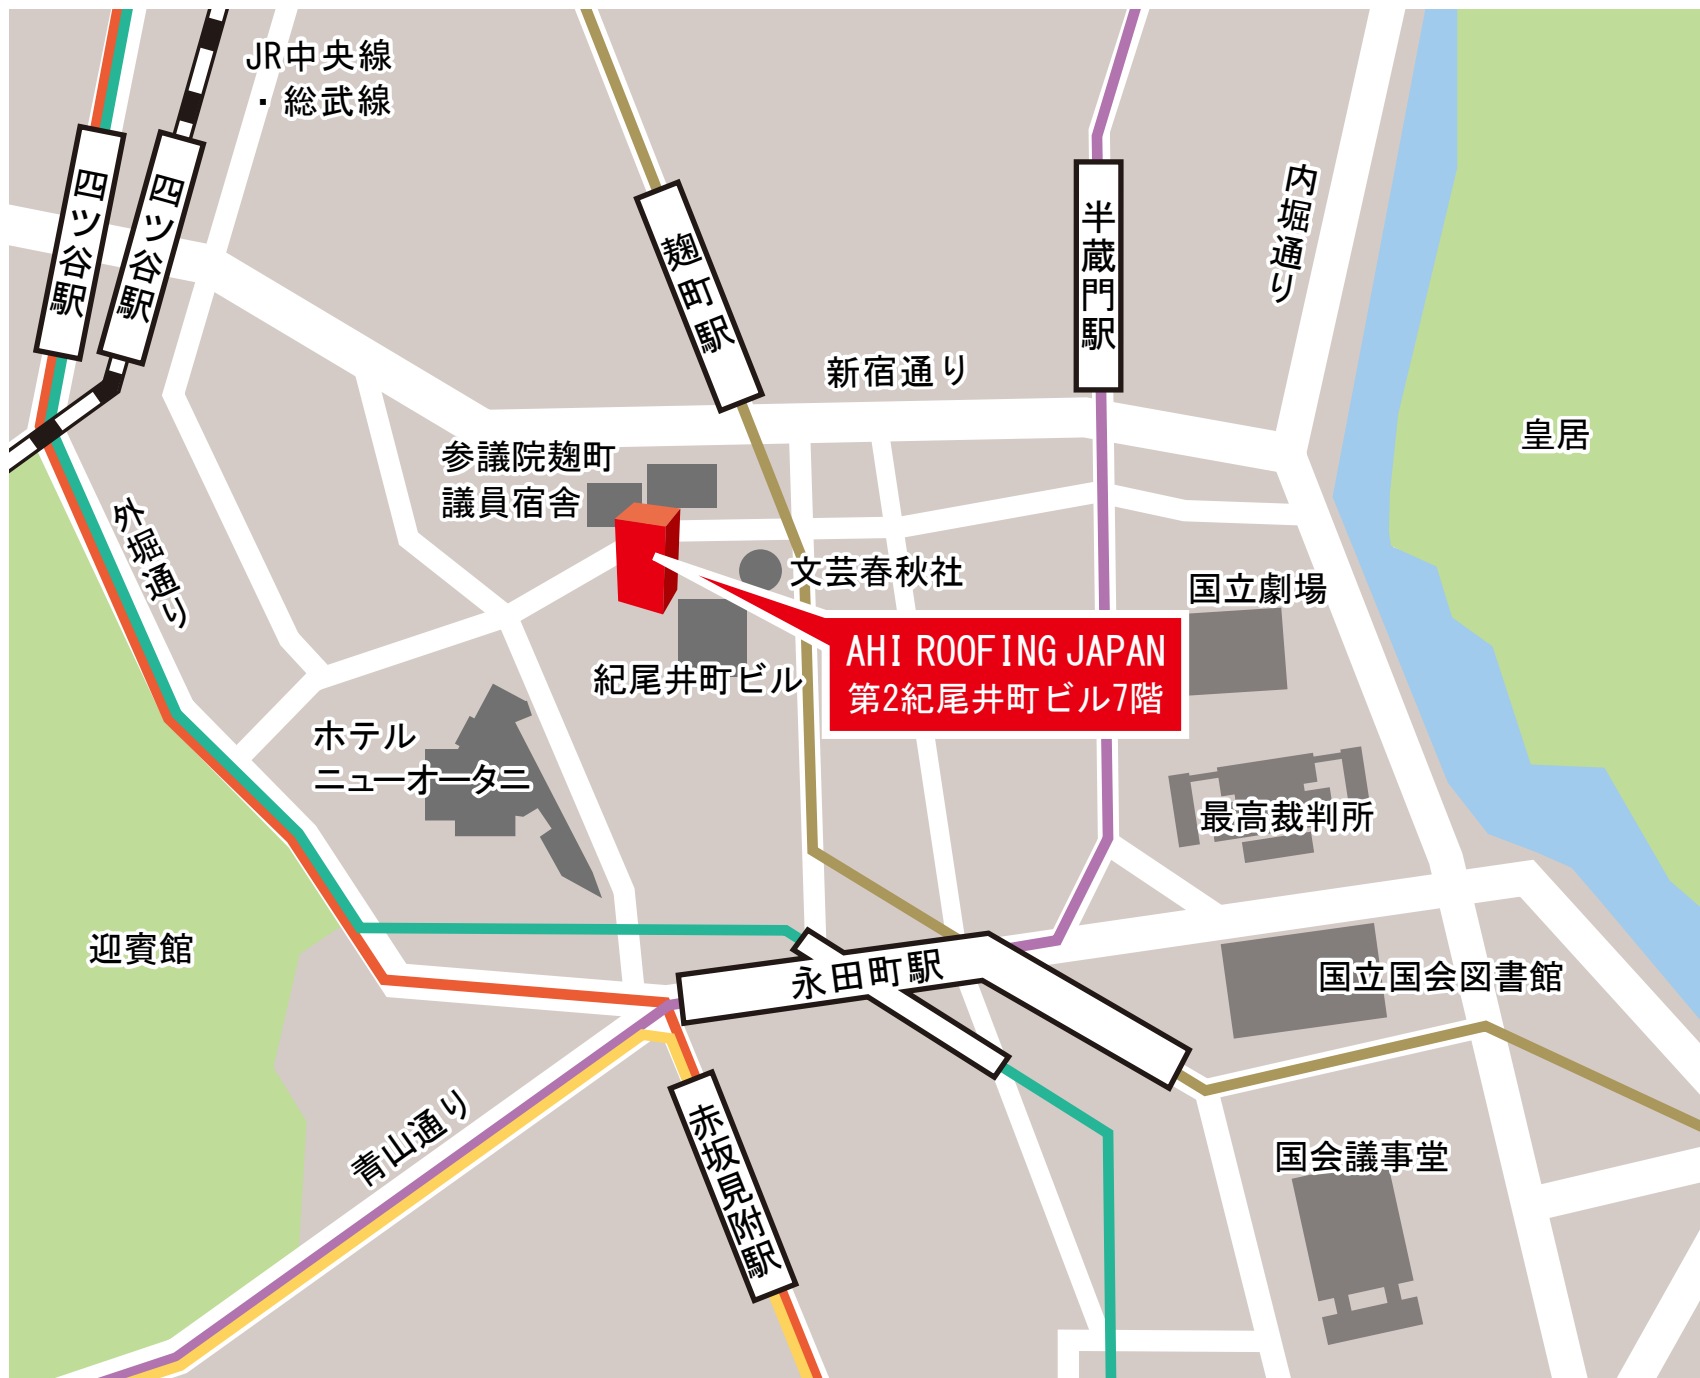 JR中央線
・総武線
四ツ谷駅
四ツ谷駅
麹町駅
半蔵門駅
内堀通り
新宿通り
皇居
参議院麹町
議員宿舎
外堀通り
文芸春秋社
国立劇場
AHI ROOFING JAPAN
第2紀尾井町ビル7階
紀尾井町ビル
ホテル
ニューオータニ
最高裁判所
迎賓館
永田町駅
国立国会図書館
青山通り
赤坂見附駅
国会議事堂